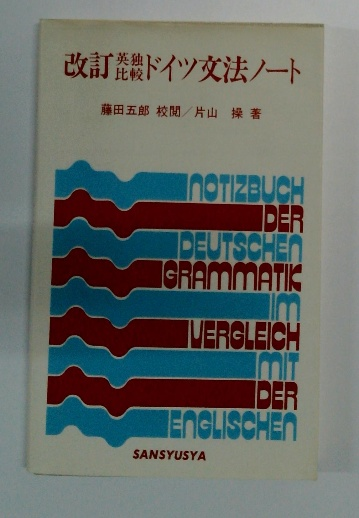 改訂英独比較ドイツ文法ノート
藤田五郎 校閲／片山 操 著
NOTIZBUCH
DER
DEUTSCHEN
GRAMMATIK
IM
VERGLEICH
MIT
DER
ENGLISCHEN
SANSYUSYA